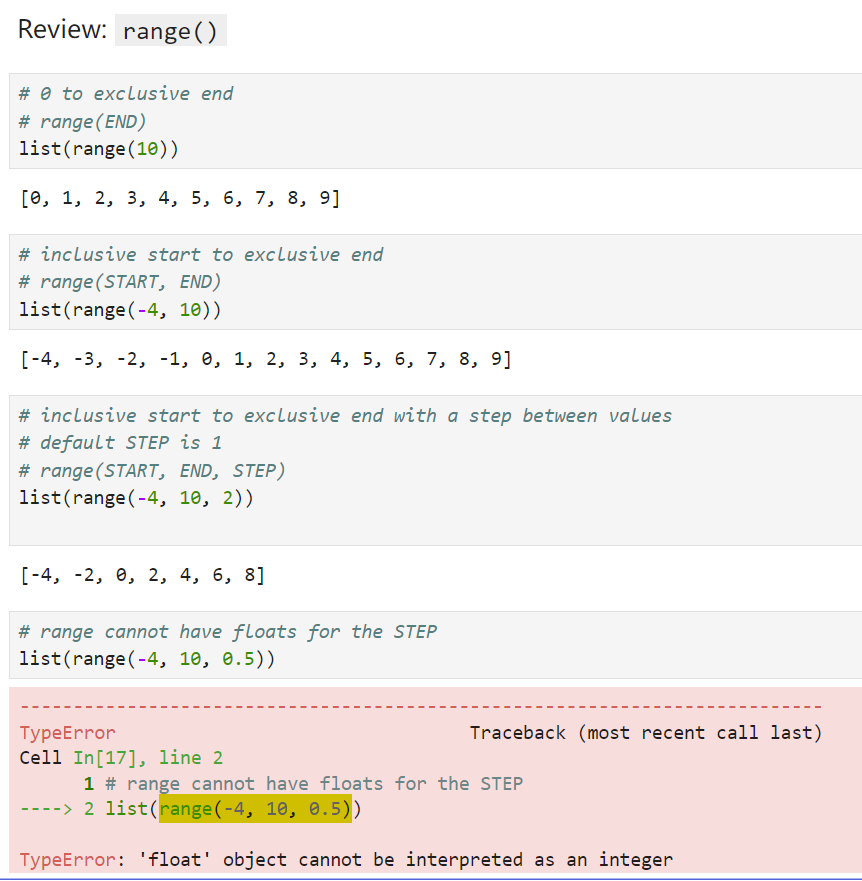 Review: range()
# 0 to exclusive end
# range(END)
list(range(10))
[0, 1, 2, 3, 4, 5, 6, 7, 8, 9]
# inclusive start to exclusive end
# range(START, END)
list(range(-4, 10))
[-4, -3, -2, -1, 0, 1, 2, 3, 4, 5, 6, 7, 8, 9]
# inclusive start to exclusive end with a step between values
# default STEP is 1
# range(START, END, STEP)
list(range(-4, 10, 2))
[-4, -2, 0, 2, 4, 6, 8]
# range cannot have floats for the STEP
list(range(-4, 10, 0.5))
---------------------------------------------------------------------------
TypeError                                 Traceback (most recent call last)
Cell In[17], line 2
      1 # range cannot have floats for the STEP
----> 2 list(range(-4, 10, 0.5))
TypeError: 'float' object cannot be interpreted as an integer